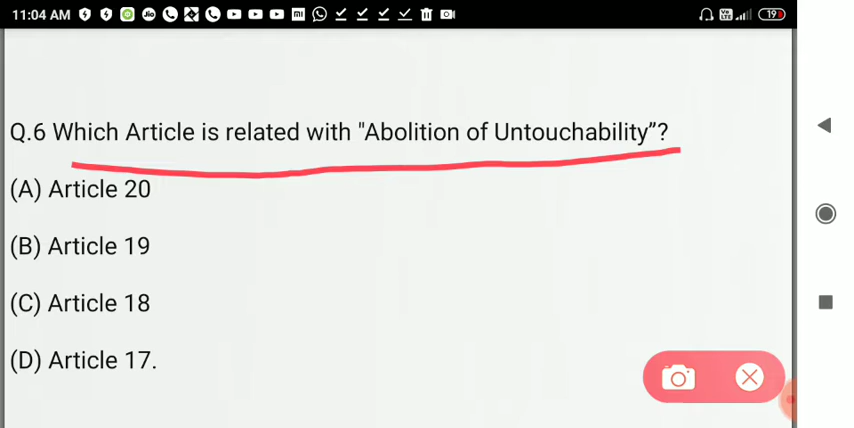 11:04 AM
19
Q.6 Which Article is related with "Abolition of Untouchability”?
(A) Article 20
(B) Article 19
(C) Article 18
(D) Article 17.